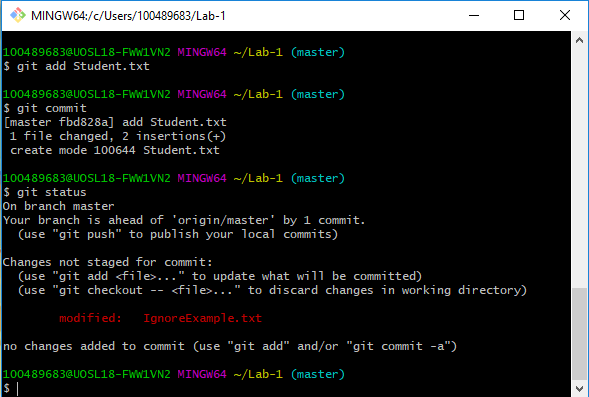 MINGW64:/c/Users/100489683/Lab-1
100489683@UOSL18-FWW1VN2 MINGW64 ~/Lab-1 (master)
$ git add Student.txt
100489683@UOSL18-FWW1VN2 MINGW64 ~/Lab-1 (master)
$ git commit
[master fbd828a] add Student.txt
 1 file changed, 2 insertions(+)
 create mode 100644 Student.txt
100489683@UOSL18-FWW1VN2 MINGW64 ~/Lab-1 (master)
$ git status
On branch master
Your branch is ahead of 'origin/master' by 1 commit.
  (use "git push" to publish your local commits)
Changes not staged for commit:
  (use "git add <file>..." to update what will be committed)
  (use "git checkout -- <file>..." to discard changes in working directory)
        modified:   IgnoreExample.txt
no changes added to commit (use "git add" and/or "git commit -a")
100489683@UOSL18-FWW1VN2 MINGW64 ~/Lab-1 (master)
$